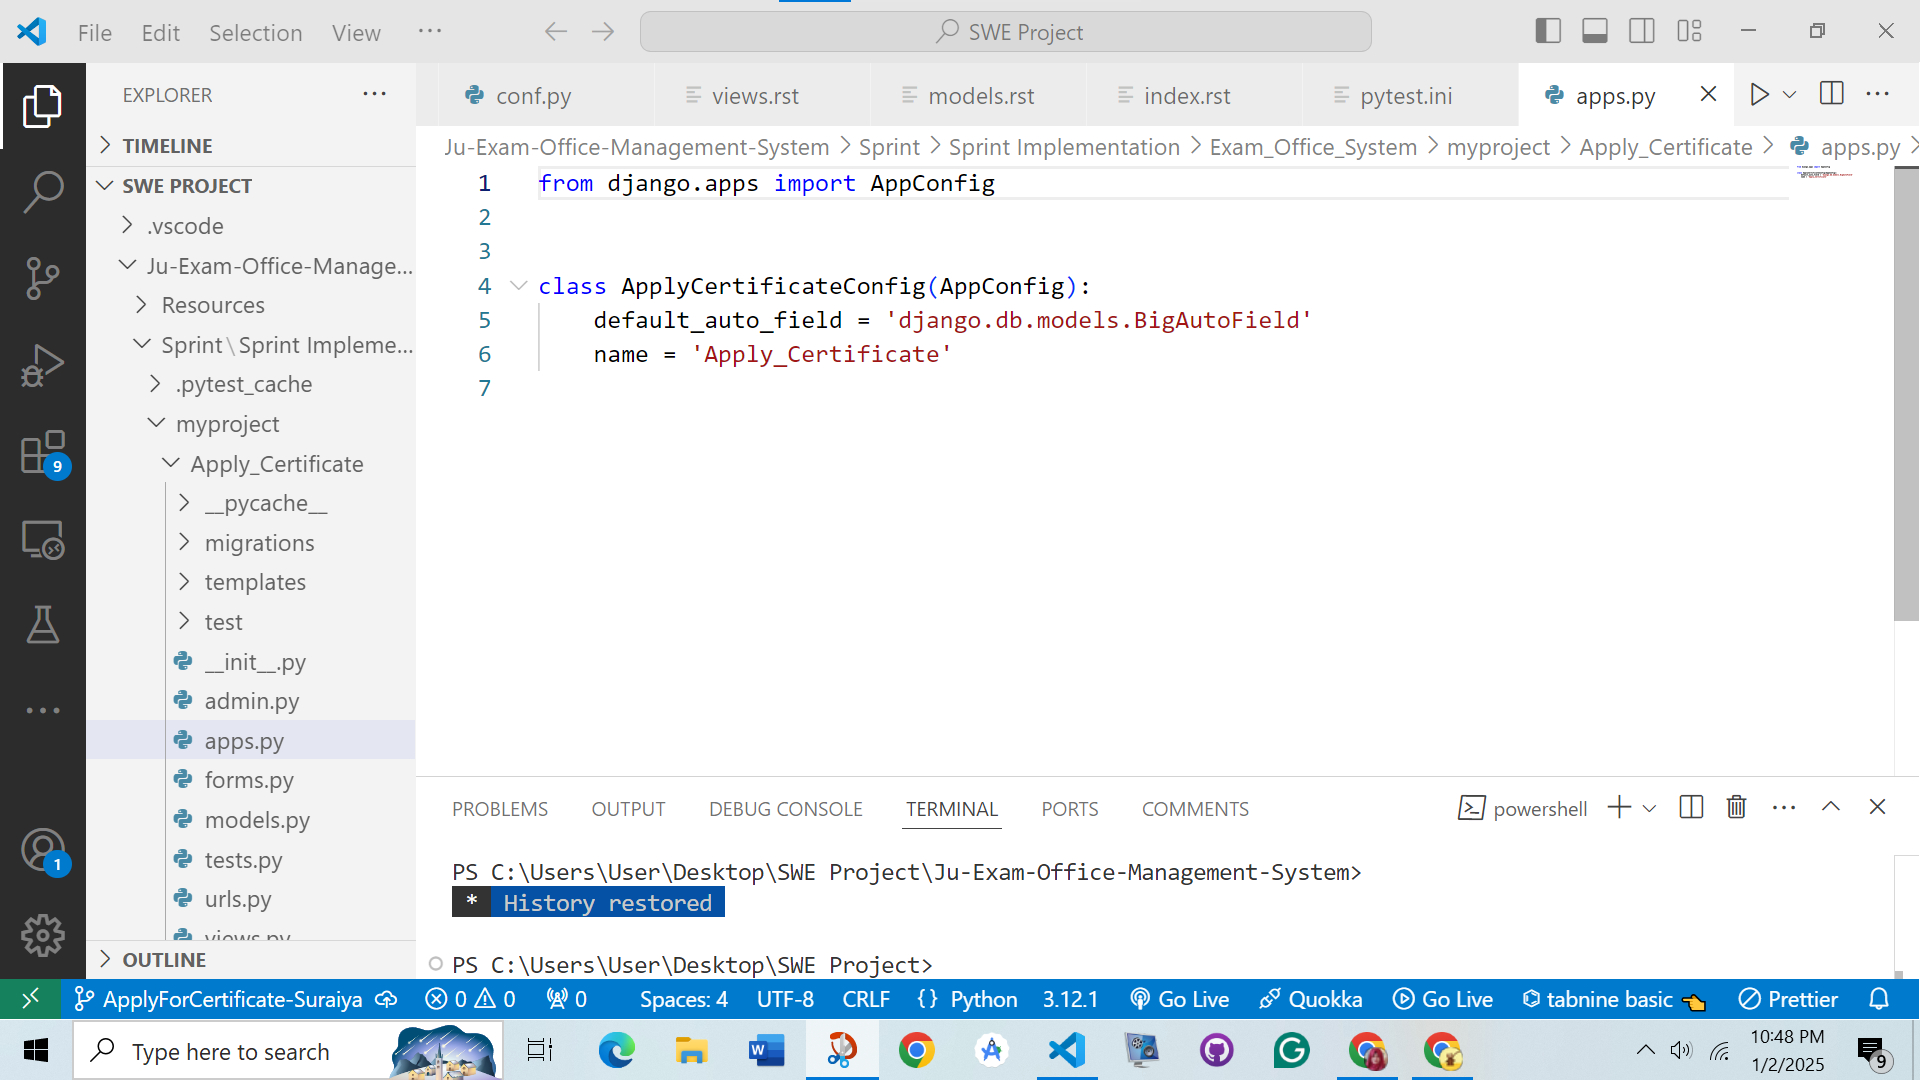 File Edit Selection View ··· SWE Project
EXPLORER ···
TIMELINE
SWE PROJECT
.vscode
Ju-Exam-Office-Manage...
Resources
Sprint\Sprint Impleme...
.pytest_cache
myproject
Apply_Certificate
__pycache__
migrations
templates
test
__init__.py
admin.py
apps.py
forms.py
models.py
tests.py
urls.py
views.py
OUTLINE
9
1
conf.py views.rst models.rst index.rst pytest.ini apps.py
Ju-Exam-Office-Management-System > Sprint > Sprint Implementation > Exam_Office_System > myproject > Apply_Certificate > apps.py >
1 from django.apps import AppConfig
2
3
4 class ApplyCertificateConfig(AppConfig):
5 default_auto_field = 'django.db.models.BigAutoField'
6 name = 'Apply_Certificate'
7
PROBLEMS OUTPUT DEBUG CONSOLE TERMINAL PORTS COMMENTS powershell
PS C:\Users\User\Desktop\SWE Project\Ju-Exam-Office-Management-System>
* History restored
PS C:\Users\User\Desktop\SWE Project>
ApplyForCertificate-Suraiya 0 0 0 Spaces: 4 UTF-8 CRLF {} Python 3.12.1 Go Live Quokka Go Live tabnine basic Prettier
Type here to search
10:48 PM
1/2/2025
9